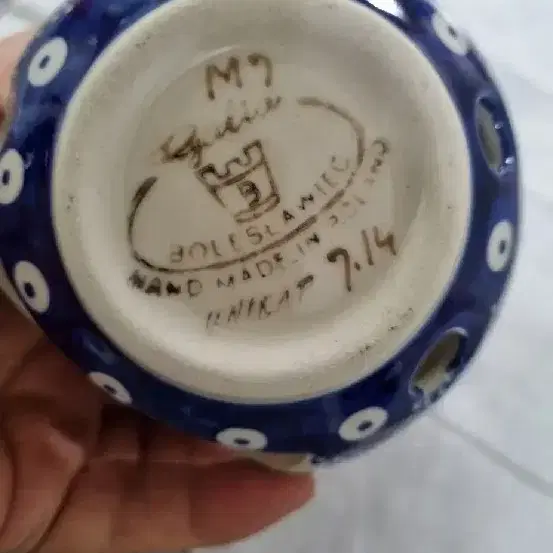 M7
BOLESLAWIEC
HAND MADE IN POLAND
UNIKAT 7.14